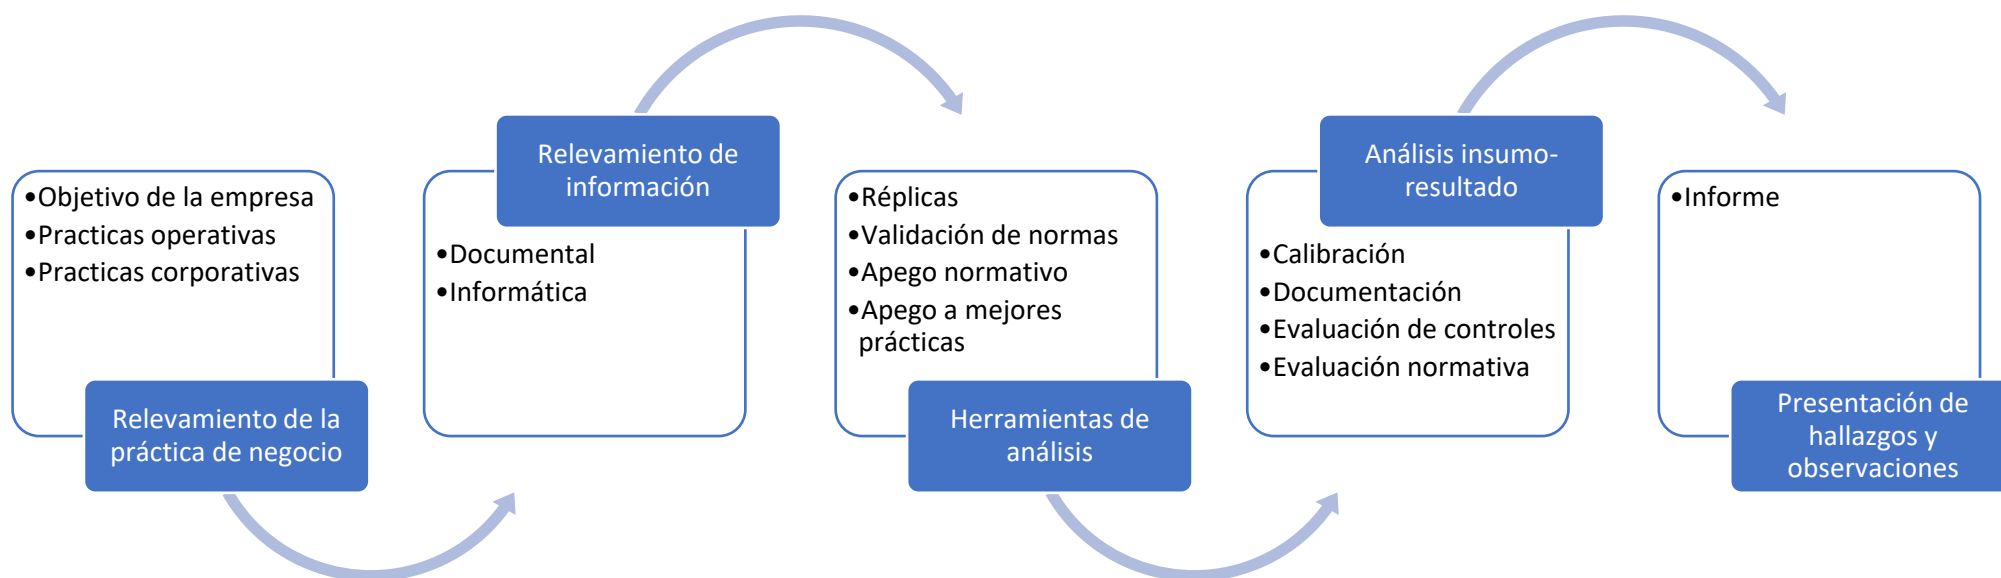 •Objetivo de la empresa
•Practicas operativas
•Practicas corporativas
Relevamiento de la
práctica de negocio
Relevamiento de
información
•Documental
•Informática
•Réplicas
•Validación de normas
•Apego normativo
•Apego a mejores
prácticas
Herramientas de
análisis
Análisis insumo-
resultado
•Calibración
•Documentación
•Evaluación de controles
•Evaluación normativa
•Informe
Presentación de
hallazgos y
observaciones